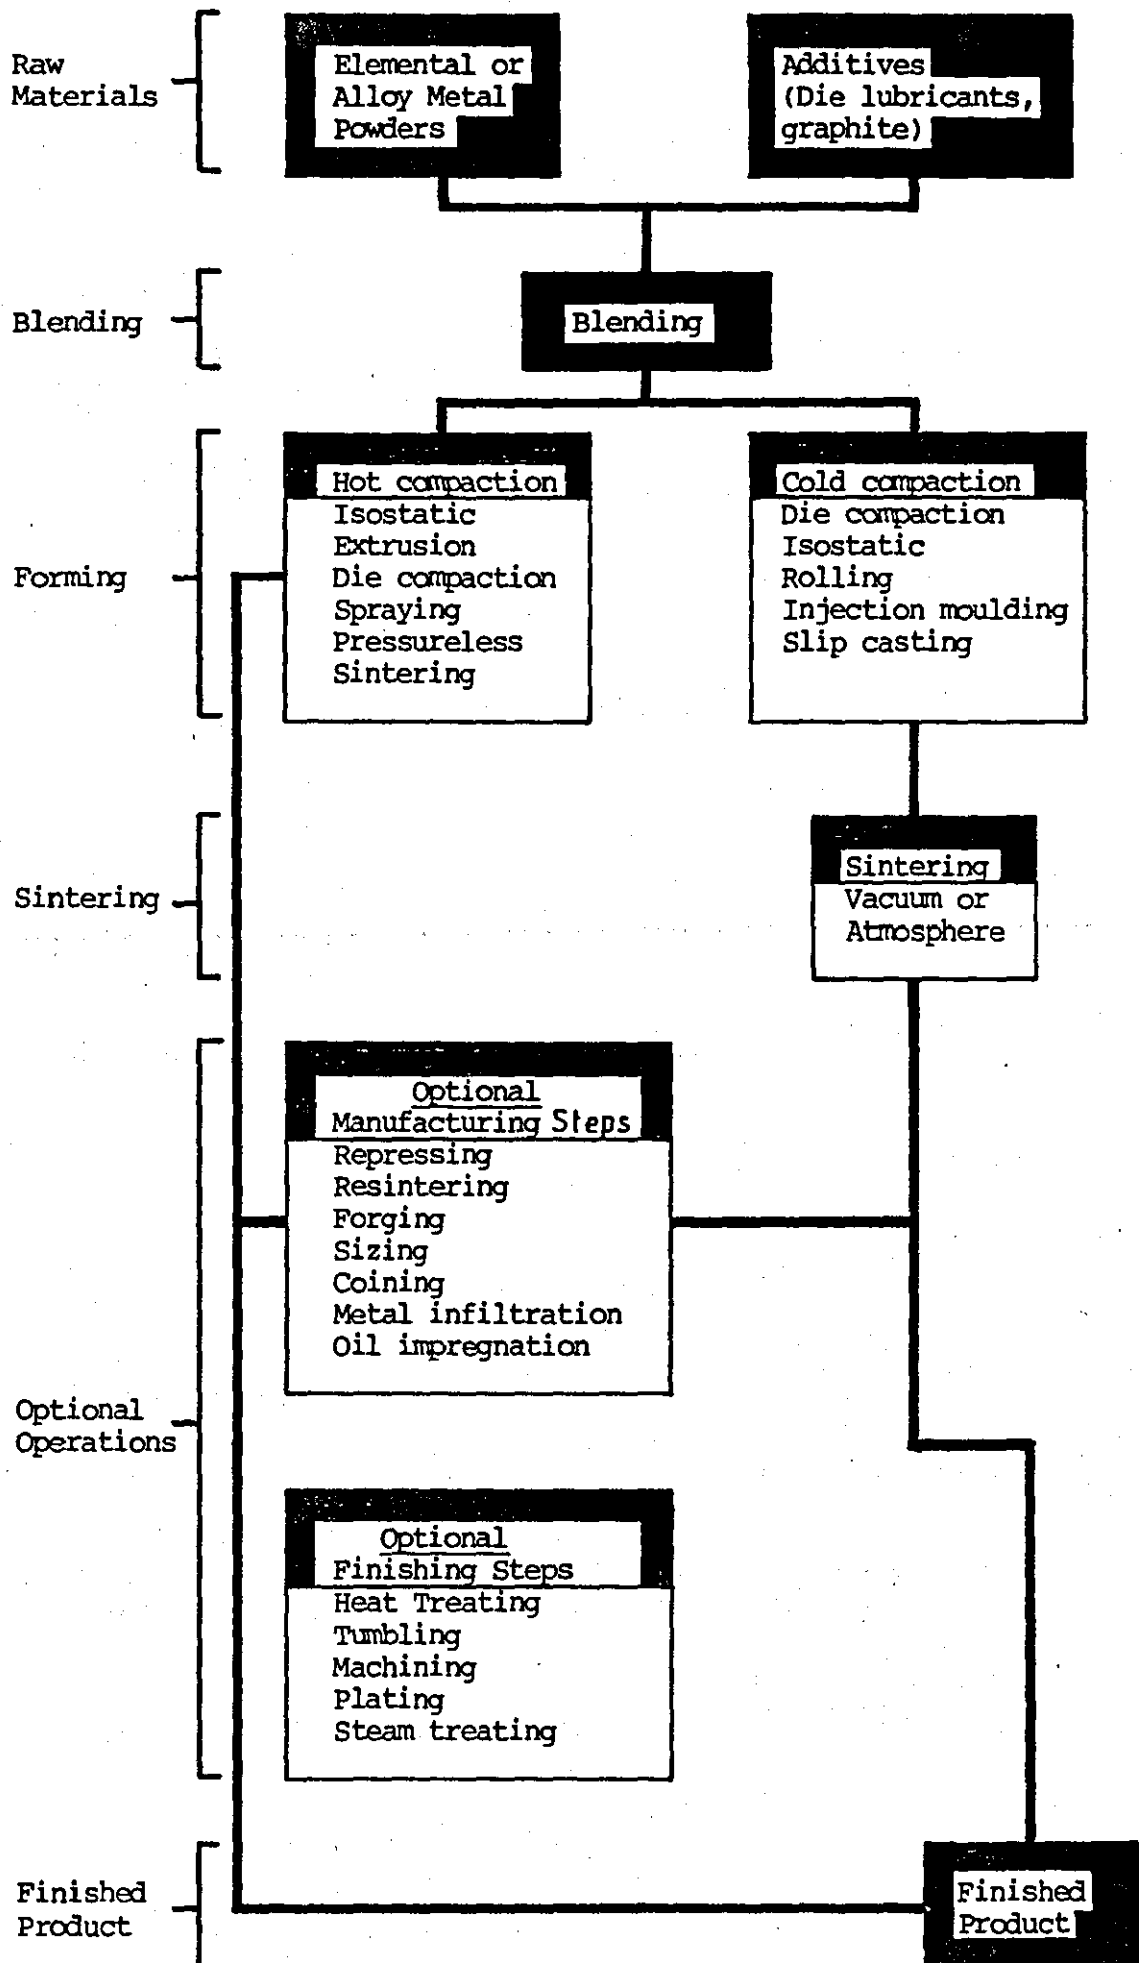 Raw
Materials
Elemental or
Alloy Metal
Powders
Additives
(Die lubricants,
graphite)
Blending
Blending
Forming
Hot compaction
Isostatic
Extrusion
Die compaction
Spraying
Pressureless
Sintering
Cold compaction
Die compaction
Isostatic
Rolling
Injection moulding
Slip casting
Sintering
Sintering
Vacuum or
Atmosphere
Optional
Operations
Optional
Manufacturing Steps
Repressing
Resintering
Forging
Sizing
Coining
Metal infiltration
Oil impregnation
Optional
Finishing Steps
Heat Treating
Tumbling
Machining
Plating
Steam treating
Finished
Product
Finished
Product